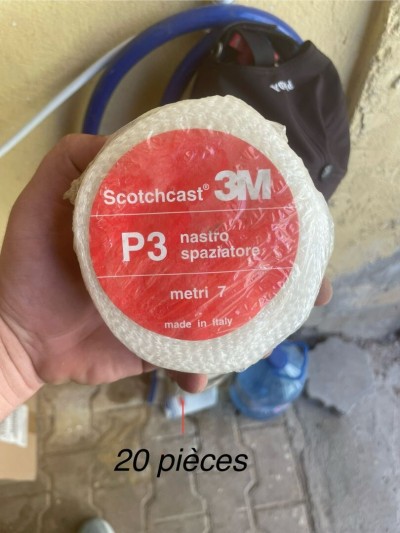 Scotchcast® 3M
P3 nastro
spaziatore
metri 7
made in Italy
20 pièces